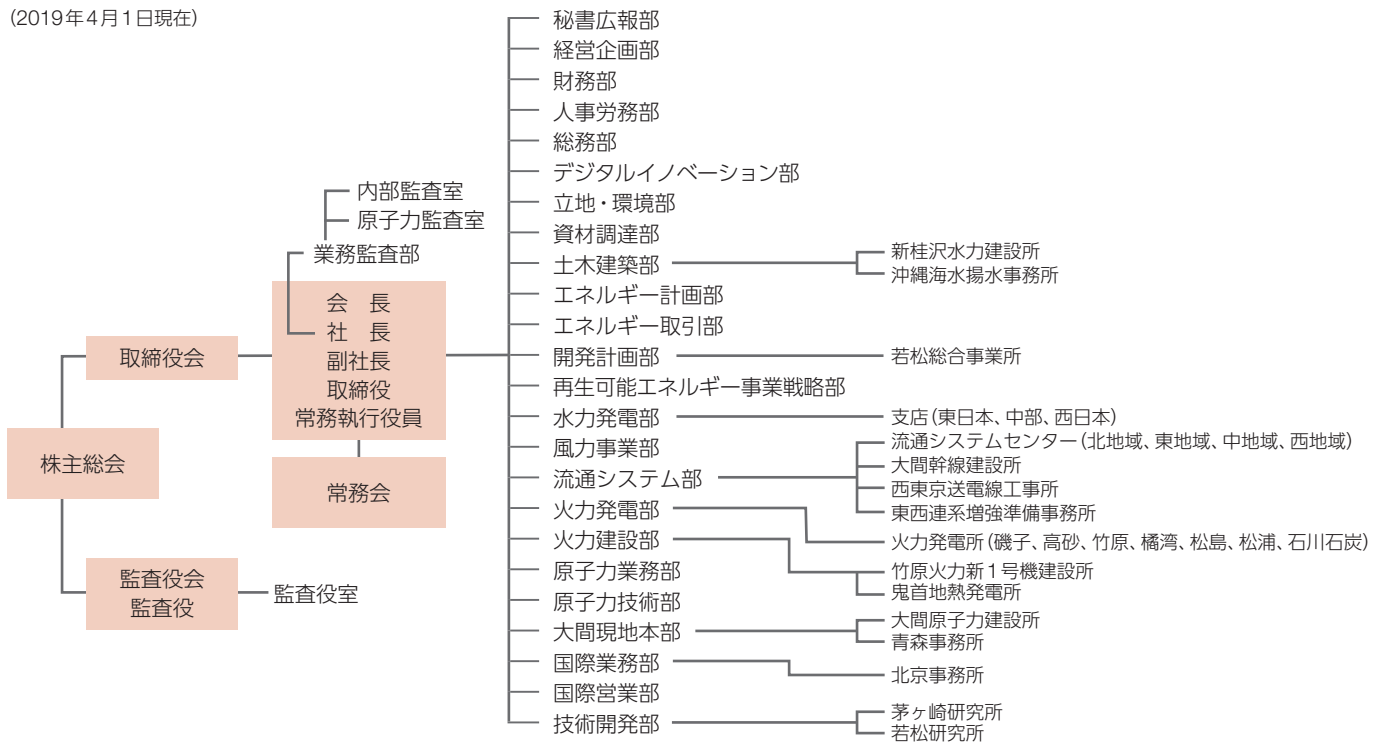 (2019年4月1日現在)
株主総会
取締役会
監査役会
監査役
監査役室
内部監査室
原子力監査室
業務監査部
会　長
社　長
副社長
取締役
常務執行役員
常務会
秘書広報部
経営企画部
財務部
人事労務部
総務部
デジタルイノベーション部
立地・環境部
資材調達部
土木建築部
新桂沢水力建設所
沖縄海水揚水事務所
エネルギー計画部
エネルギー取引部
開発計画部
若松総合事業所
再生可能エネルギー事業戦略部
水力発電部
支店(東日本、中部、西日本)
風力事業部
流通システム部
流通システムセンター(北地域、東地域、中地域、西地域)
大間幹線建設所
西東京送電線工事所
東西連系増強準備事務所
火力発電部
火力発電所(磯子、高砂、竹原、橘湾、松島、松浦、石川石炭)
火力建設部
竹原火力新1号機建設所
鬼首地熱発電所
原子力業務部
原子力技術部
大間現地本部
大間原子力建設所
青森事務所
国際業務部
北京事務所
国際営業部
技術開発部
茅ヶ崎研究所
若松研究所